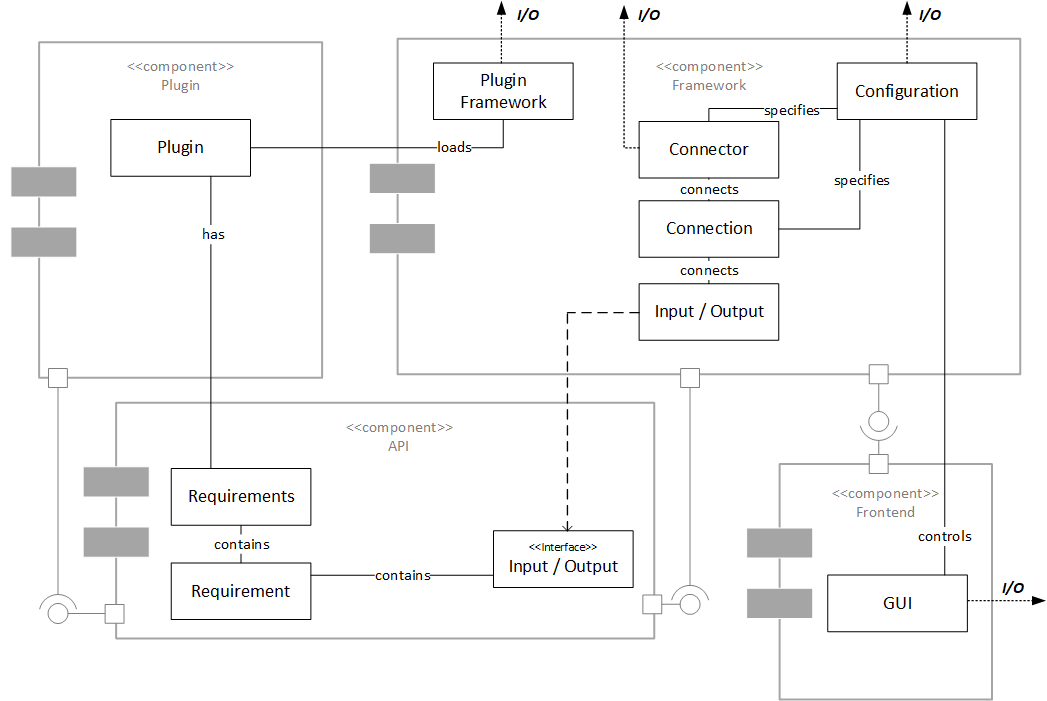 I/O
I/O
I/O
<<component>>
Plugin
Plugin
Framework
<<component>>
Framework
Configuration
specifies
Plugin
loads
Connector
connects
specifies
has
Connection
connects
Input / Output
<<component>>
API
Requirements
contains
Requirement
contains
<<Interface>>
Input / Output
<<component>>
Frontend
controls
GUI
I/O